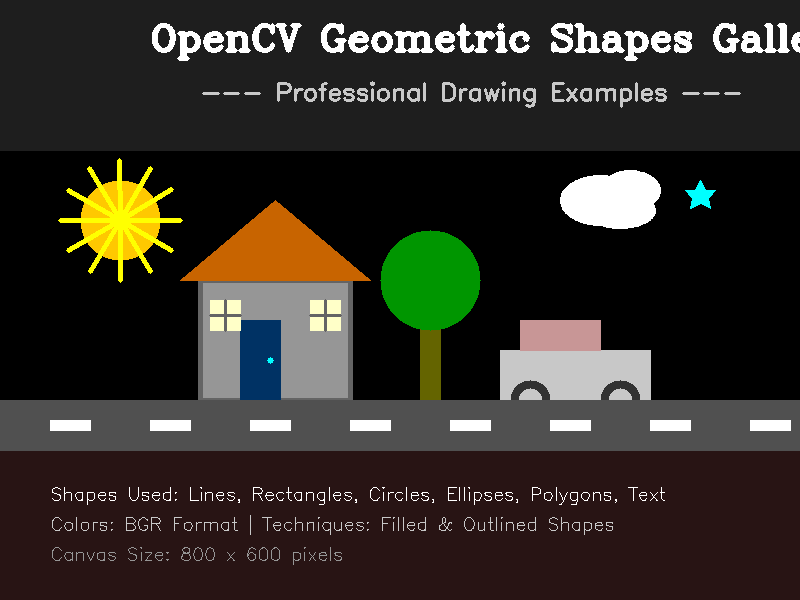 OpenCV Geometric Shapes Galle
--- Professional Drawing Examples ---
Shapes Used: Lines, Rectangles, Circles, Ellipses, Polygons, Text
Colors: BGR Format | Techniques: Filled & Outlined Shapes
Canvas Size: 800 x 600 pixels